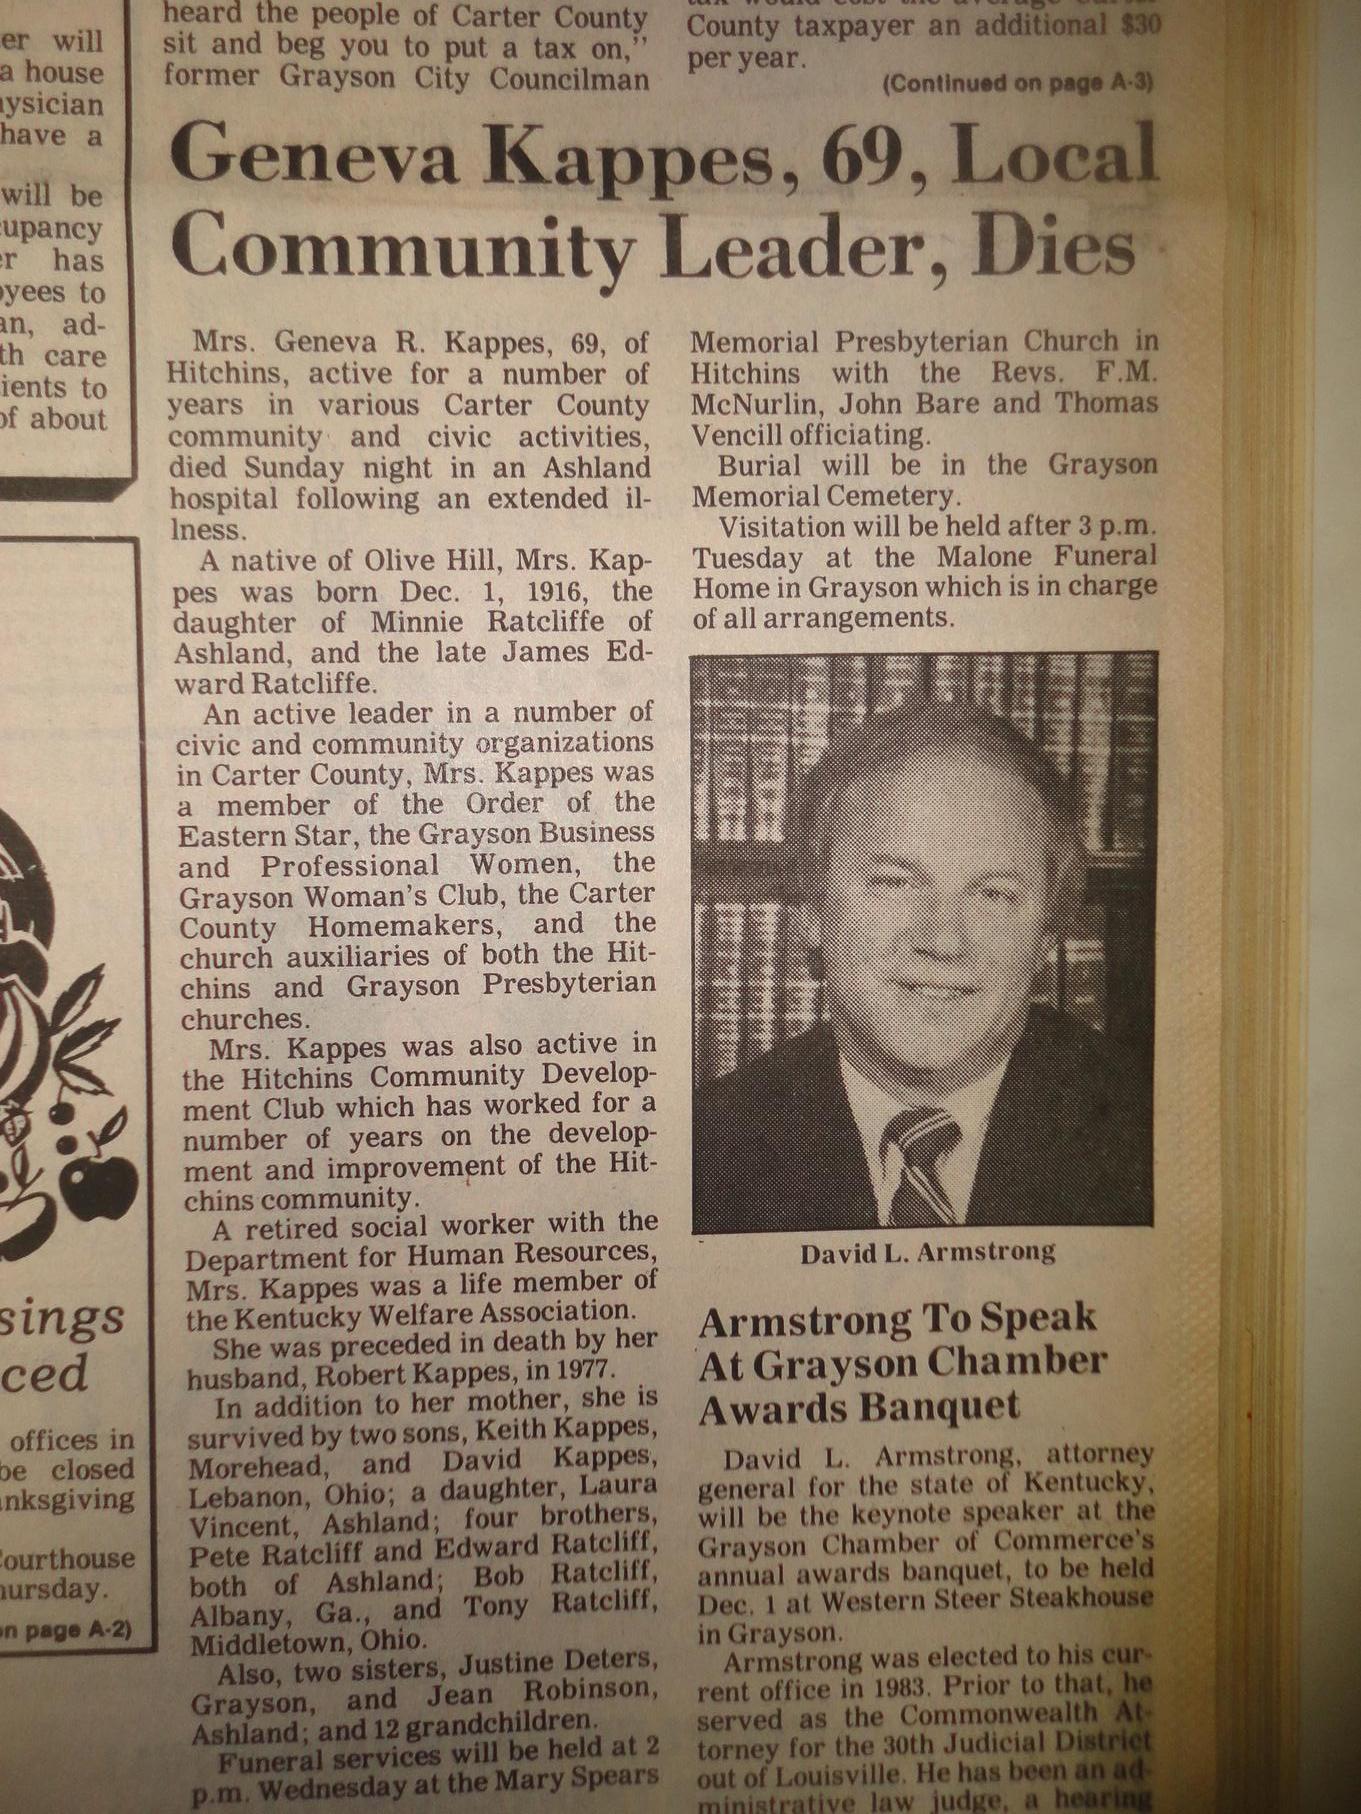 er will
a house
ysician
have a
will be
cupancy
er has
oyees to
an, ad-
th care
ients to
of about
sings
ced
offices in
be closed
anksgiving
Courthouse
hursday.
on page A-2)
heard the people of Carter County
sit and beg you to put a tax on,"
former Grayson City Councilman
County taxpayer an additional $30
per year.
(Continued on page A-3)
Geneva Kappes, 69, Local
Community Leader, Dies
Mrs. Geneva R. Kappes, 69, of
Hitchins, active for a number of
years in various Carter County
community and civic activities,
died Sunday night in an Ashland
hospital following an extended il-
lness.
A native of Olive Hill, Mrs. Kap-
pes was born Dec. 1, 1916, the
daughter of Minnie Ratcliffe of
Ashland, and the late James Ed-
ward Ratcliffe.
An active leader in a number of
civic and community organizations
in Carter County, Mrs. Kappes was
a member of the Order of the
Eastern Star, the Grayson Business
and Professional Women, the
Grayson Woman's Club, the Carter
County Homemakers, and the
church auxiliaries of both the Hit-
chins and Grayson Presbyterian
churches.
Mrs. Kappes was also active in
the Hitchins Community Develop-
ment Club which has worked for a
number of years on the develop-
ment and improvement of the Hit-
chins community.
A retired social worker with the
Department for Human Resources,
Mrs. Kappes was a life member of
the Kentucky Welfare Association.
She was preceded in death by her
husband, Robert Kappes, in 1977.
In addition to her mother, she is
survived by two sons, Keith Kappes,
Morehead, and David Kappes,
Lebanon, Ohio; a daughter, Laura
Vincent, Ashland; four brothers,
Pete Ratcliff and Edward Ratcliff,
both of Ashland; Bob Ratcliff,
Albany, Ga., and Tony Ratcliff,
Middletown, Ohio.
Also, two sisters, Justine Deters,
Grayson, and Jean Robinson,
Ashland; and 12 grandchildren.
Funeral services will be held at 2
p.m. Wednesday at the Mary Spears
Memorial Presbyterian Church in
Hitchins with the Revs. F.M.
McNurlin, John Bare and Thomas
Vencill officiating.
Burial will be in the Grayson
Memorial Cemetery.
Visitation will be held after 3 p.m.
Tuesday at the Malone Funeral
Home in Grayson which is in charge
of all arrangements.
David L. Armstrong
Armstrong To Speak
At Grayson Chamber
Awards Banquet
David L. Armstrong, attorney
general for the state of Kentucky,
will be the keynote speaker at the
Grayson Chamber of Commerce's
annual awards banquet, to be held
Dec. 1 at Western Steer Steakhouse
in Grayson.
Armstrong was elected to his cur-
rent office in 1983. Prior to that, he
served as the Commonwealth At-
torney for the 30th Judicial District
out of Louisville. He has been an ad-
ministrative law judge, a hearing